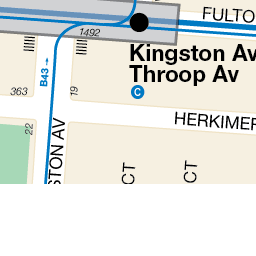 FULTO
1492
Kingston Av
Throop Av
C
B43
363
19
HERKIMER
22
STON AV
CT
CT